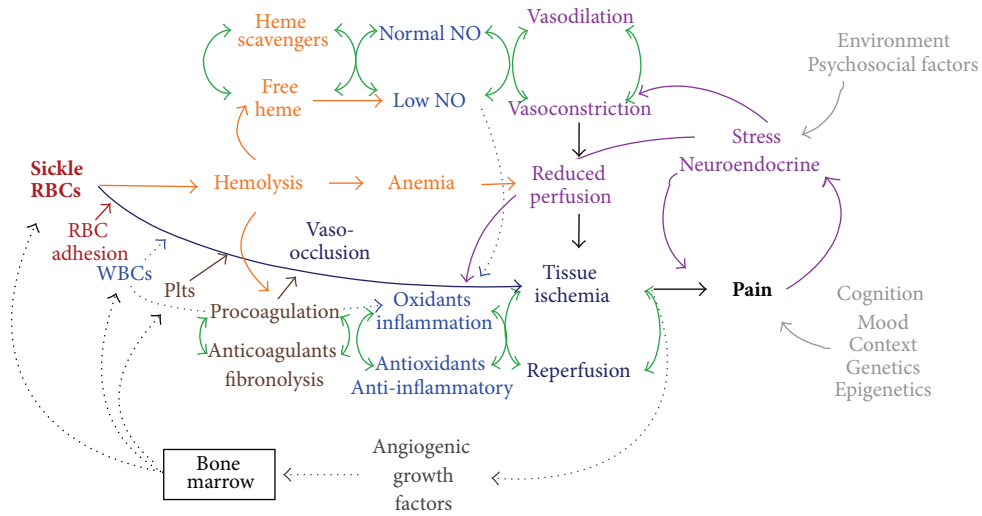 Heme
scavengers
Normal NO
Vasodilation
Environment
Psychosocial factors
Free
heme
Low NO
Vasoconstriction
Stress
Neuroendocrine
Sickle
RBCs
Hemolysis
Anemia
Reduced
perfusion
RBC
adhesion
WBCs
Vaso-
occlusion
Plts
Procoagulation
Oxidants
inflammation
Tissue
ischemia
Pain
Cognition
Mood
Context
Genetics
Epigenetics
Anticoagulants
fibronolysis
Antioxidants
Anti-inflammatory
Reperfusion
Bone
marrow
Angiogenic
growth
factors